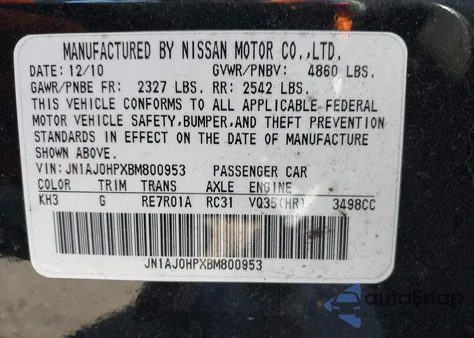 MANUFACTURED BY NISSAN MOTOR CO.,LTD.
DATE: 12/10 GVWR/PNBV: 4860 LBS.
GAWR/PNBE FR: 2327 LBS. RR: 2542 LBS.
THIS VEHICLE CONFORMS TO ALL APPLICABLE FEDERAL
MOTOR VEHICLE SAFETY, BUMPER, AND THEFT PREVENTION
STANDARDS IN EFFECT ON THE DATE OF MANUFACTURE
SHOWN ABOVE.
VIN: JN1AJ0HPXBM800953 PASSENGER CAR
COLOR TRIM TRANS AXLE ENGINE
KH3 G RE7R01A RC31 VQ35(HR) 3498CC
JN1AJ0HPXBM800953
autoSnap